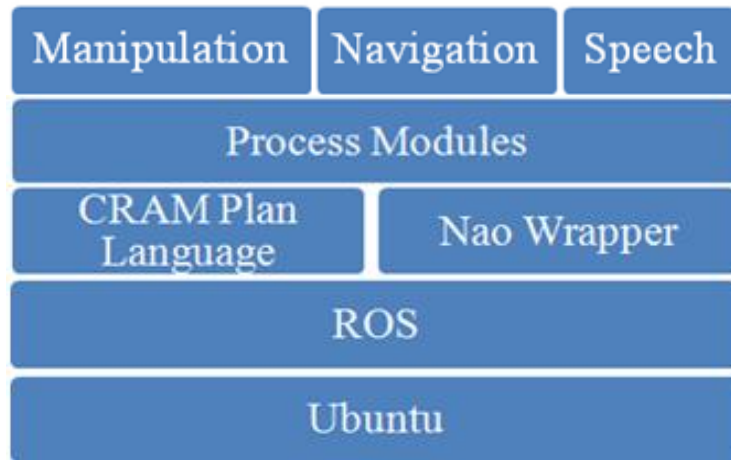 Manipulation
Navigation
Speech
Process Modules
CRAM Plan
Language
Nao Wrapper
ROS
Ubuntu